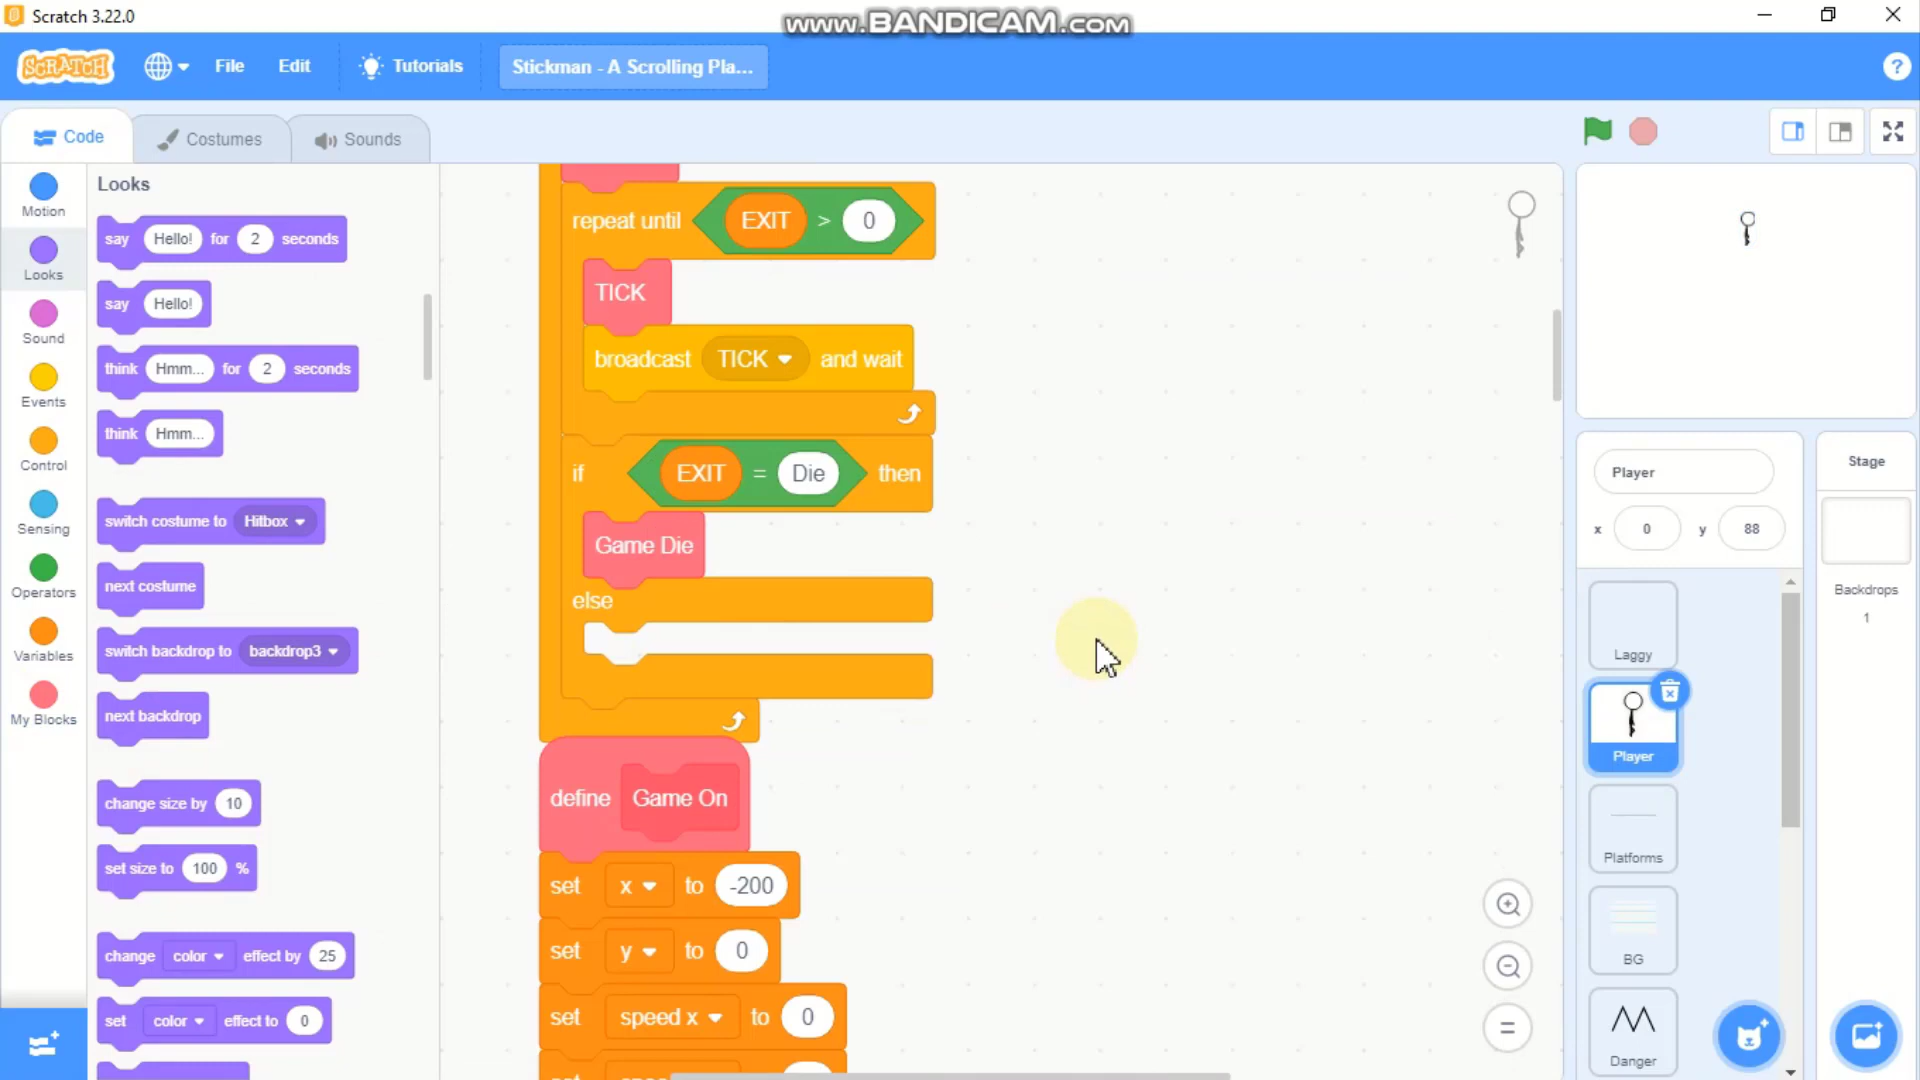 Scratch 3.22.0
www.BANDICAM.com
SCRATCH
File
Edit
Tutorials
Stickman - A Scrolling Pla...
?
Code
Costumes
Sounds
Motion
Looks
Sound
Events
Control
Sensing
Operators
Variables
My Blocks
Looks
say Hello! for 2 seconds
say Hello!
think Hmm... for 2 seconds
think Hmm...
switch costume to Hitbox
next costume
switch backdrop to backdrop3
next backdrop
change size by 10
set size to 100 %
change color effect by 25
set color effect to 0
repeat until EXIT > 0
TICK
broadcast TICK and wait
if EXIT = Die then
Game Die
else
define Game On
set x to -200
set y to 0
set speed x to 0
Player
x 0 y 88
Laggy
Player
Platforms
BG
Danger
Stage
Backdrops
1